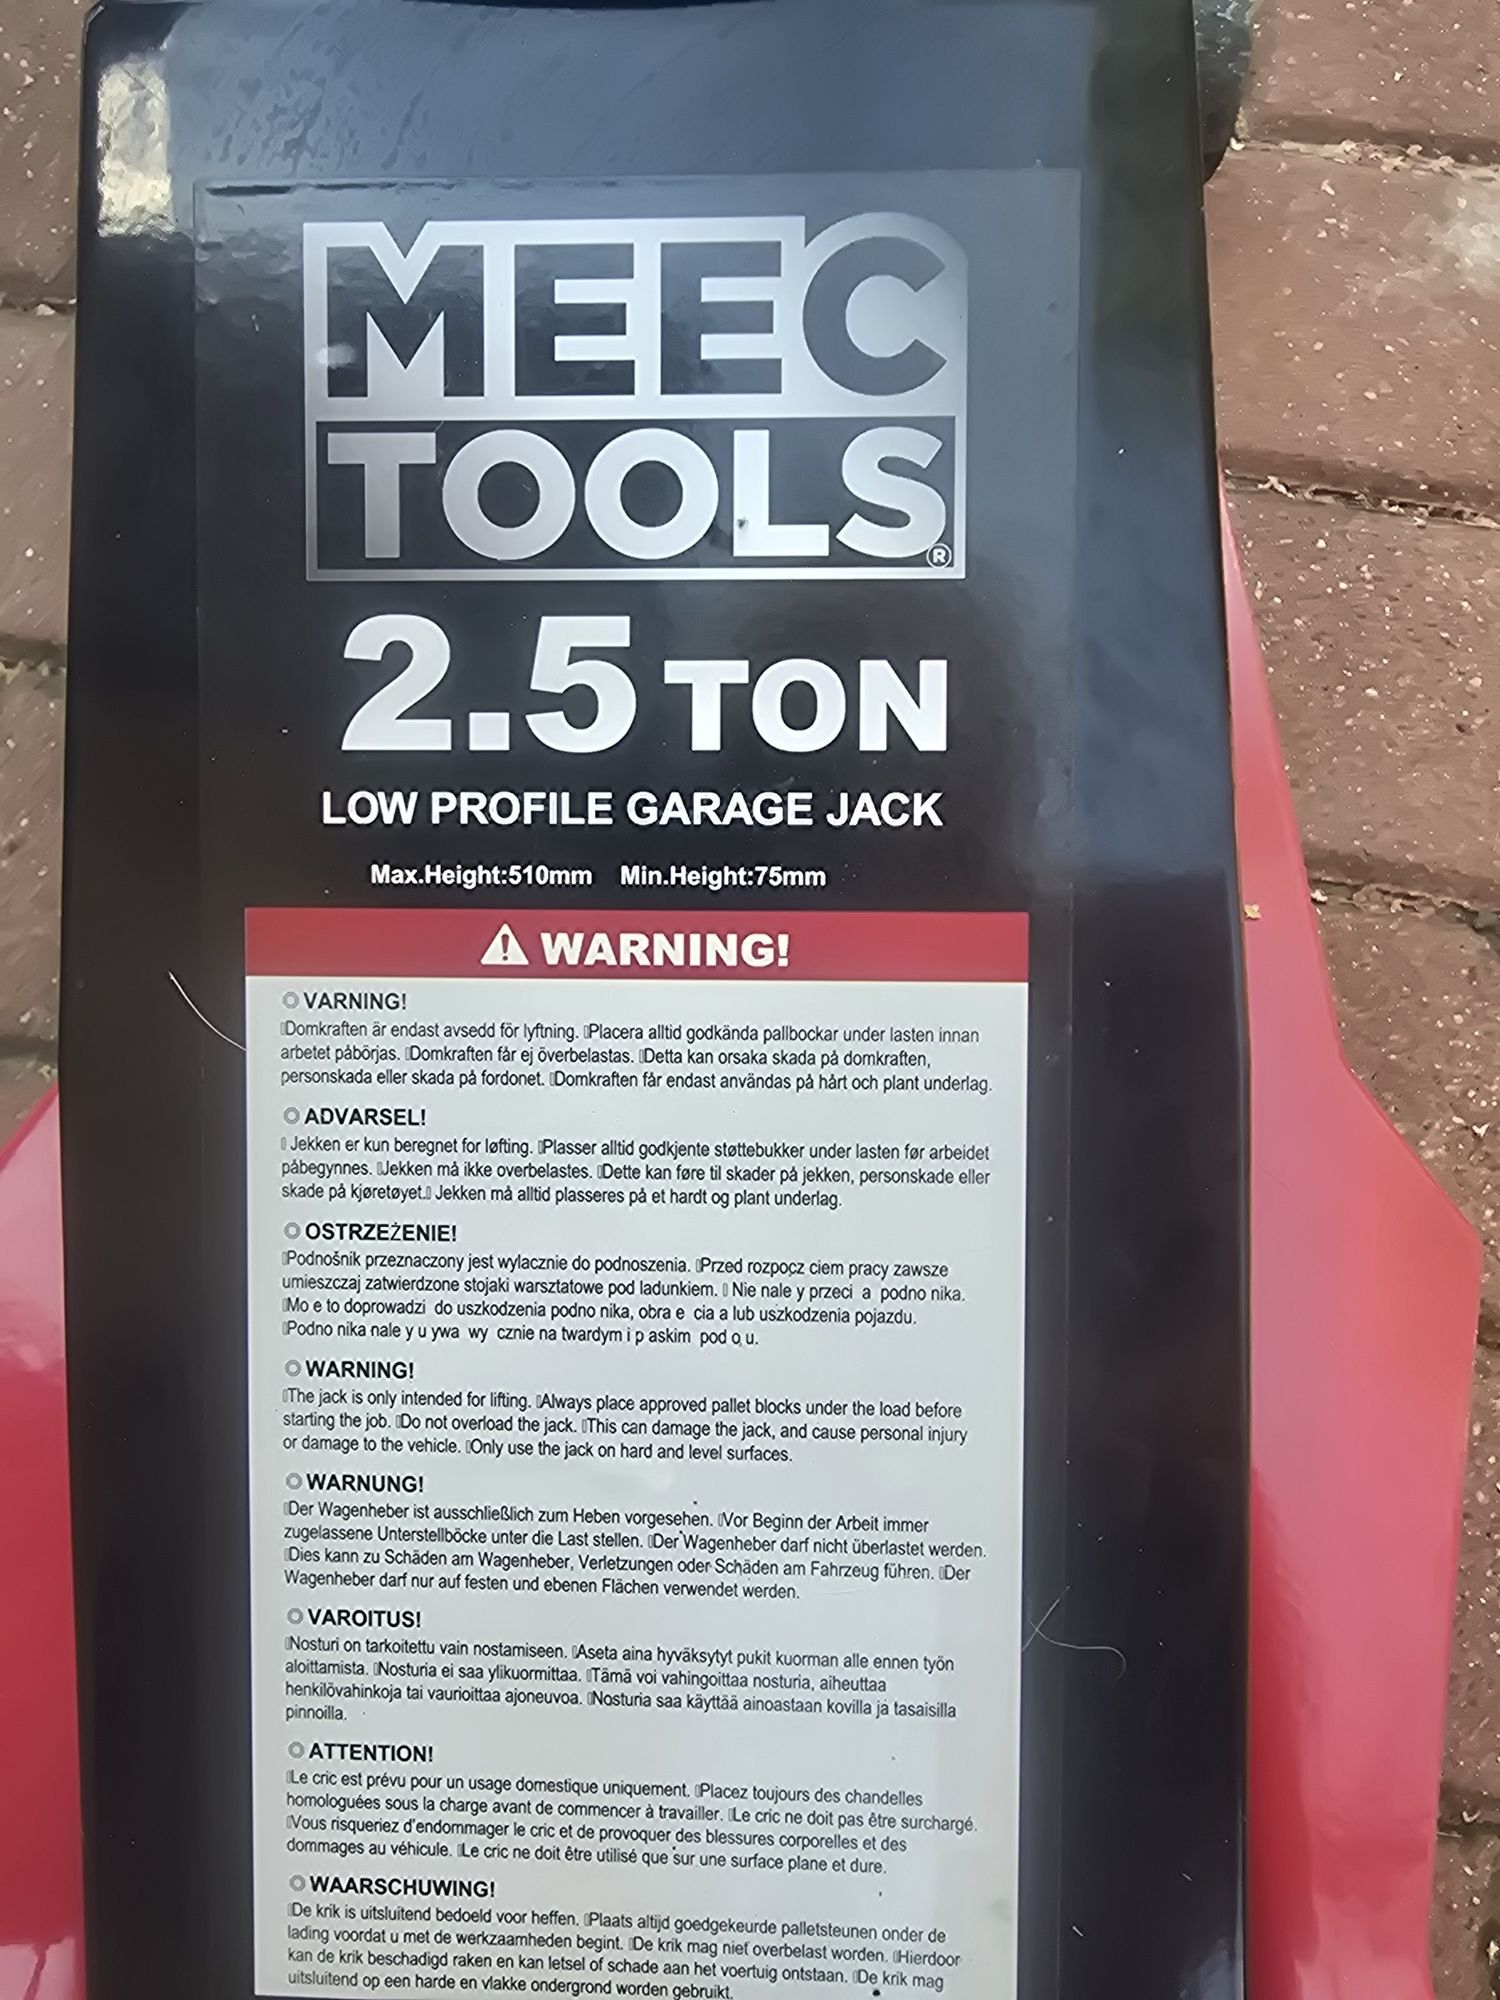 MEEC
TOOLS®
2.5 TON
LOW PROFILE GARAGE JACK
Max.Height:510mm Min.Height:75mm
⚠ WARNING!
◎ VARNING!
▯Domkraften är endast avsedd för lyftning. ▯Placera alltid godkända pallbockar under lasten innan
arbetet påbörjas. ▯Domkraften får ej överbelastas. ▯Detta kan orsaka skada på domkraften,
personskada eller skada på fordonet. ▯Domkraften får endast användas på hårt och plant underlag.
◎ ADVARSEL!
▯ Jekken er kun beregnet for løfting. ▯Plasser alltid godkjente støttebukker under lasten før arbeidet
påbegynnes. ▯Jekken må ikke overbelastes. ▯Dette kan føre til skader på jekken, personskade eller
skade på kjøretøyet.▯ Jekken må alltid plasseres på et hardt og plant underlag.
◎ OSTRZEŻENIE!
▯Podnošnik przeznaczony jest wylacznie do podnoszenia. ▯Przed rozpocz ciem pracy zawsze
umieszczaj zatwierdzone stojaki warsztatowe pod ladunkiem. ▯ Nie nale y przeci a podno nika.
▯Mo e to doprowadzi do uszkodzenia podno nika, obra e cia a lub uszkodzenia pojazdu.
▯Podno nika nale y u ywa wy cznie na twardym i p askim pod o u.
◎ WARNING!
▯The jack is only intended for lifting. ▯Always place approved pallet blocks under the load before
starting the job. ▯Do not overload the jack. ▯This can damage the jack, and cause personal injury
or damage to the vehicle. ▯Only use the jack on hard and level surfaces.
◎ WARNUNG!
▯Der Wagenheber ist ausschließlich zum Heben vorgesehen. ▯Vor Beginn der Arbeit immer
zugelassene Unterstellböcke unter die Last stellen. ▯Der Wagenheber darf nicht überlastet werden.
▯Dies kann zu Schäden am Wagenheber, Verletzungen oder Schäden am Fahrzeug führen. ▯Der
Wagenheber darf nur auf festen und ebenen Flächen verwendet werden.
◎ VAROITUS!
▯Nosturi on tarkoitettu vain nostamiseen. ▯Aseta aina hyväksytyt pukit kuorman alle ennen työn
aloittamista. ▯Nosturia ei saa ylikuormittaa. ▯Tämä voi vahingoittaa nosturia, aiheuttaa
henkilövahinkoja tai vaurioittaa ajoneuvoa. ▯Nosturia saa käyttää ainoastaan kovilla ja tasaisilla
pinnoilla.
◎ ATTENTION!
▯Le cric est prévu pour un usage domestique uniquement. ▯Placez toujours des chandelles
homologuées sous la charge avant de commencer à travailler. ▯Le cric ne doit pas être surchargé.
▯Vous risqueriez d'endommager le cric et de provoquer des blessures corporelles et des
dommages au véhicule. ▯Le cric ne doit être utilisé que sur une surface plane et dure.
◎ WAARSCHUWING!
▯De krik is uitsluitend bedoeld voor heffen. ▯Plaats altijd goedgekeurde palletsteunen onder de
lading voordat u met de werkzaamheden begint. ▯De krik mag niet overbelast worden. ▯Hierdoor
kan de krik beschadigd raken en kan letsel of schade aan het voertuig ontstaan. ▯De krik mag
uitsluitend op een harde en vlakke ondergrond worden gebruikt.